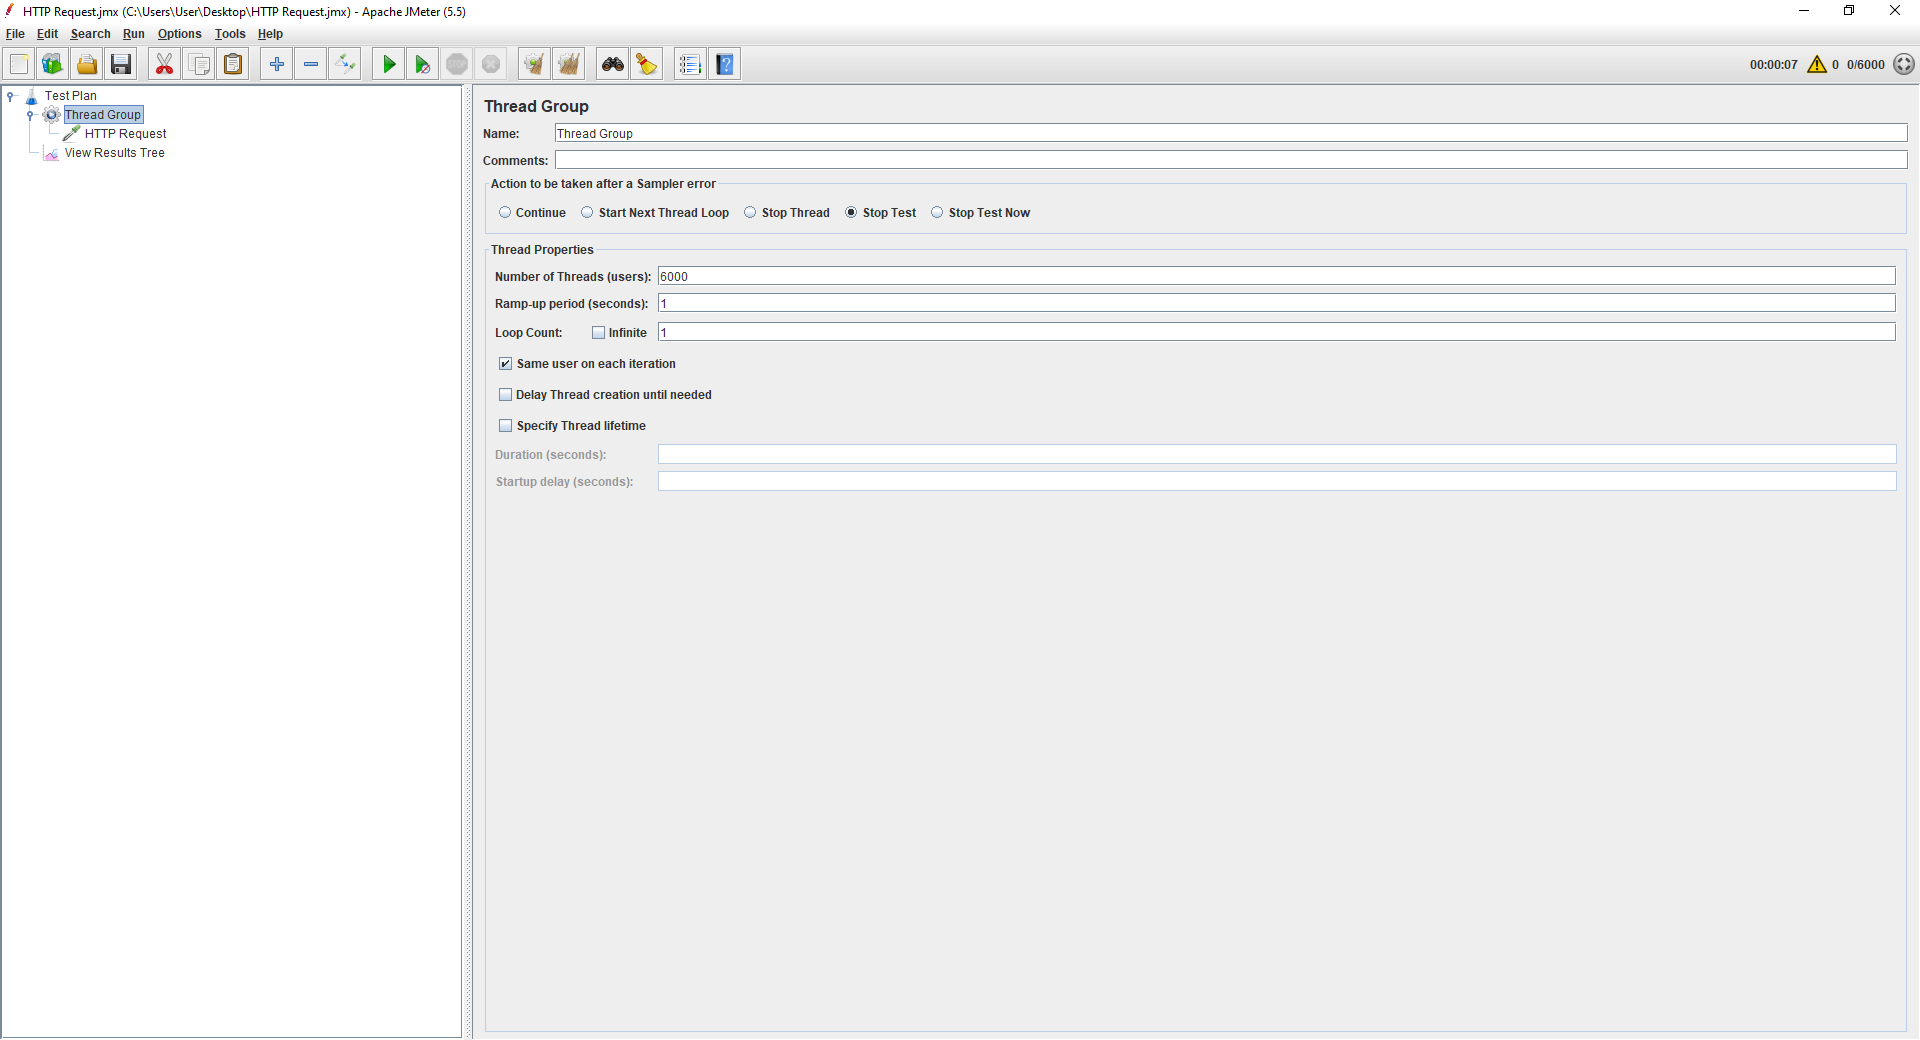 HTTP Request.jmx (C:\Users\User\Desktop\HTTP Request.jmx) - Apache JMeter (5.5)
File Edit Search Run Options Tools Help
STOP
00:00:07 0 0/6000
Test Plan
Thread Group
HTTP Request
View Results Tree
Thread Group
Name: Thread Group
Comments:
Action to be taken after a Sampler error
Continue Start Next Thread Loop Stop Thread Stop Test Stop Test Now
Thread Properties
Number of Threads (users): 6000
Ramp-up period (seconds): 1
Loop Count: Infinite 1
Same user on each iteration
Delay Thread creation until needed
Specify Thread lifetime
Duration (seconds):
Startup delay (seconds):